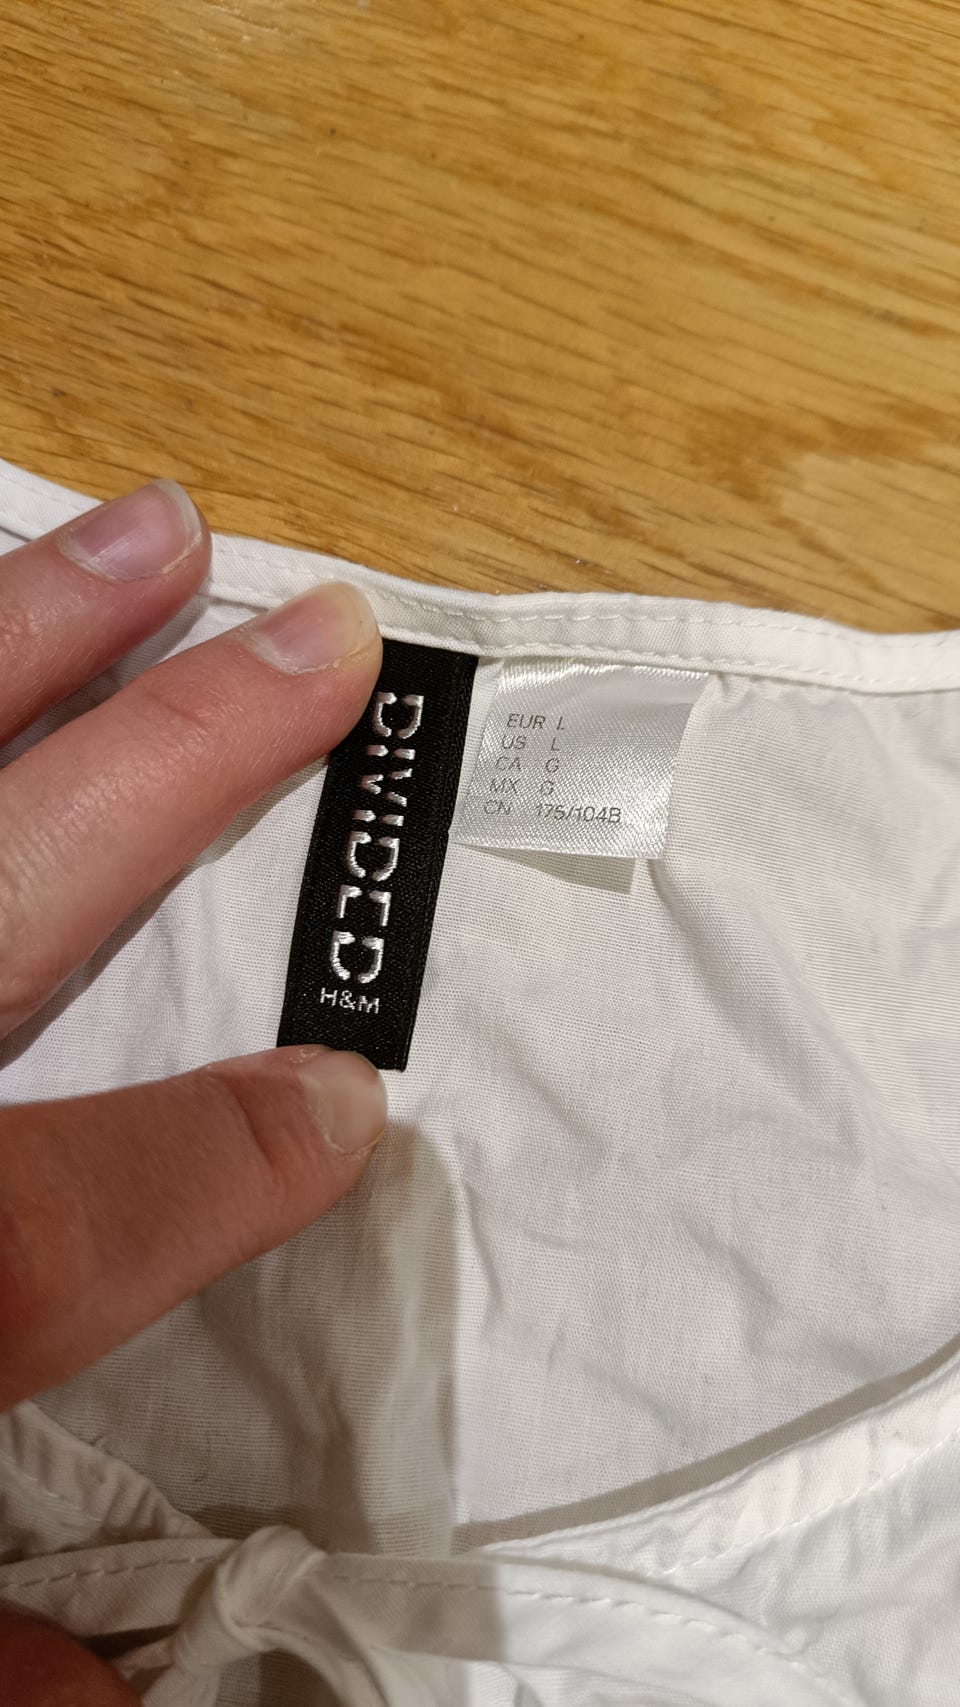 DIVIDED
H&M
EUR L
US L
CA G
MX G
CN 175/104B